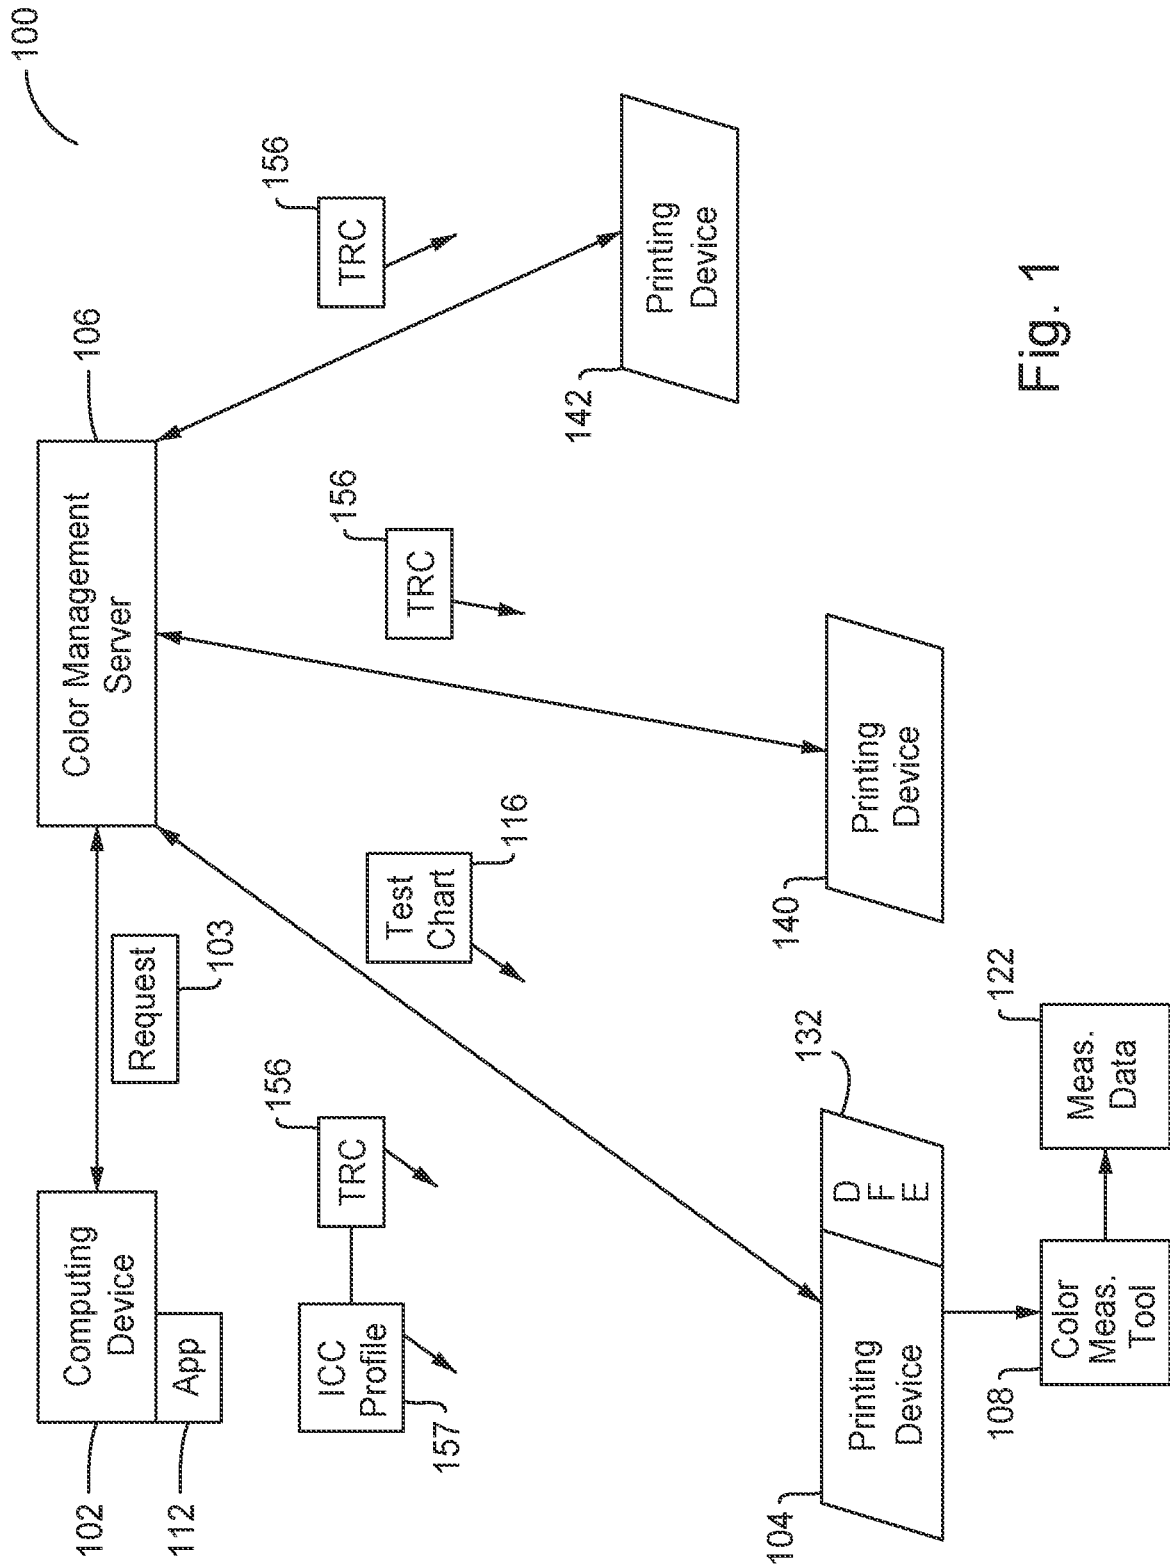 100
102
Computing
Device
112
App
Request
103
Color Management
Server
106
ICC
Profile
157
TRC
156
Test
Chart
116
TRC
156
TRC
156
104
Printing
Device
D
F
E
132
140
Printing
Device
142
Printing
Device
108
Color
Meas.
Tool
Meas.
Data
122
Fig. 1